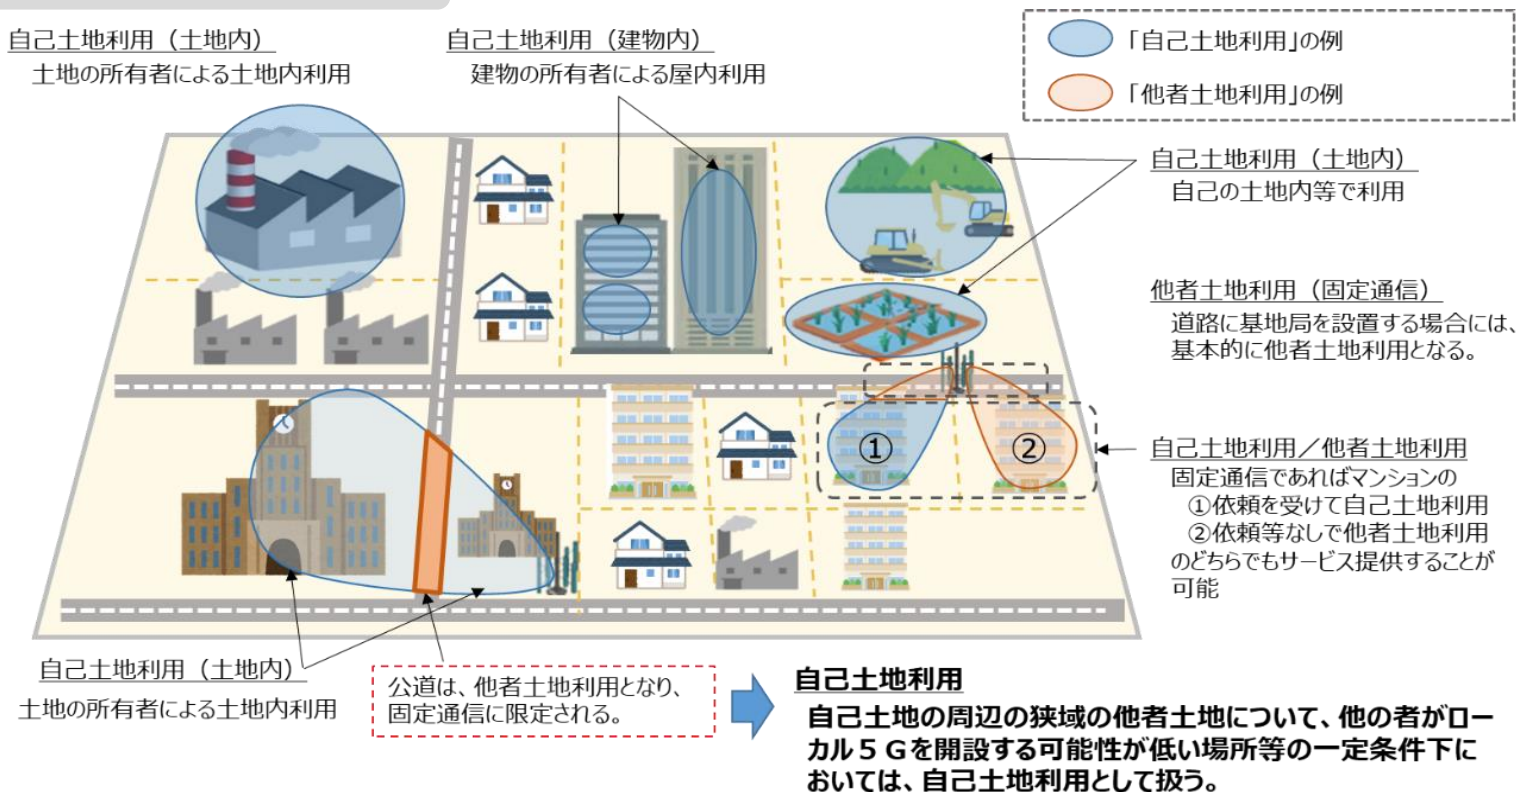 自己土地利用（土地内）
土地の所有者による土地内利用
自己土地利用（建物内）
建物の所有者による屋内利用
「自己土地利用」の例
「他者土地利用」の例
自己土地利用（土地内）
自己の土地内等で利用
他者土地利用（固定通信）
道路に基地局を設置する場合には、
基本的に他者土地利用となる。
①
②
自己土地利用／他者土地利用
固定通信であればマンションの
①依頼を受けて自己土地利用
②依頼等なしで他者土地利用
のどちらでもサービス提供することが
可能
自己土地利用（土地内）
土地の所有者による土地内利用
公道は、他者土地利用となり、
固定通信に限定される。
自己土地利用
自己土地の周辺の狭域の他者土地について、他の者がロー
カル５Ｇを開設する可能性が低い場所等の一定条件下に
おいては、自己土地利用として扱う。